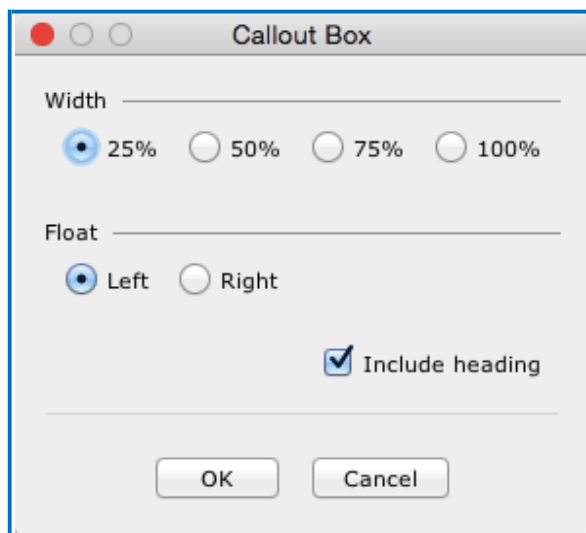 Callout Box
Width
25% 50% 75% 100%
Float
Left Right
Include heading
OK Cancel